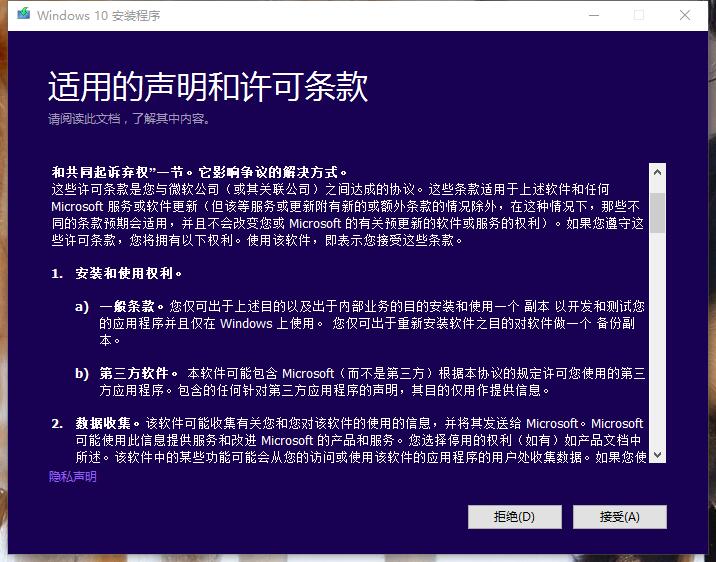 Windows 10 安装程序
适用的声明和许可条款
请阅读此文档，了解其中内容。
和共同起诉弃权”一节。它影响争议的解决方式。
这些许可条款是您与微软公司（或其关联公司）之间达成的协议。这些条款适用于上述软件和任何
Microsoft 服务或软件更新（但该等服务或更新附有新的或额外条款的情况除外，在这种情况下，那些不
同的条款预期会适用，并且不会改变您或 Microsoft 的有关预更新的软件或服务的权利）。如果您遵守这
些许可条款，您将拥有以下权利。使用该软件，即表示您接受这些条款。
1. 安装和使用权利。
a) 一般条款。您仅可出于上述目的以及出于内部业务的目的安装和使用一个 副本 以开发和测试您
的应用程序并且仅在 Windows 上使用。 您仅可出于重新安装软件之目的对软件做一个 备份副
本。
b) 第三方软件。 本软件可能包含 Microsoft（而不是第三方）根据本协议的规定许可您使用的第三
方应用程序。包含的任何针对第三方应用程序的声明，其目的仅用作提供信息。
2. 数据收集。该软件可能收集有关您和您对该软件的使用的信息，并将其发送给 Microsoft。Microsoft
可能使用此信息提供服务和改进 Microsoft 的产品和服务。您选择停用的权利（如有）如产品文档中
所述。该软件中的某些功能可能会从您的访问或使用该软件的应用程序的用户处收集数据。如果您使
隐私声明
拒绝(D) 接受(A)